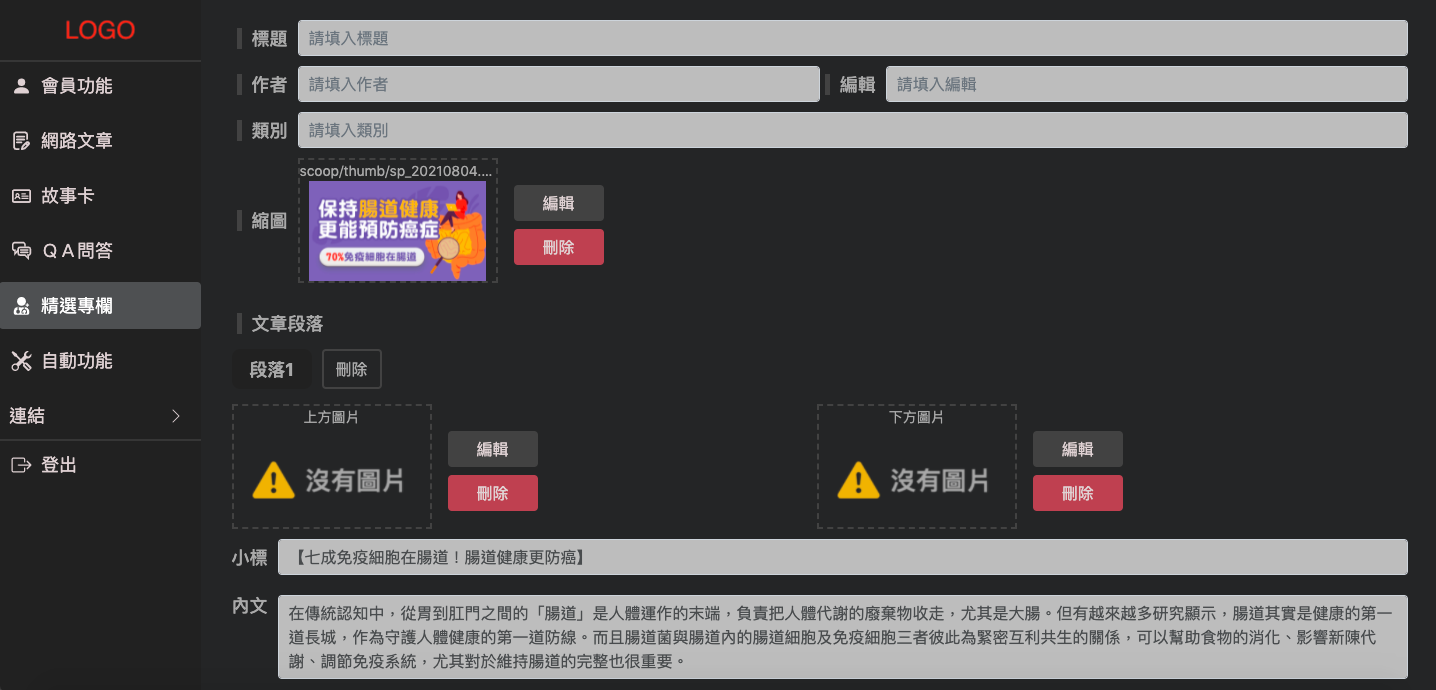 LOGO
會員功能
網路文章
故事卡
ＱＡ問答
精選專欄
自動功能
連結
登出
標題
請填入標題
作者
請填入作者
編輯
請填入編輯
類別
請填入類別
縮圖
scoop/thumb/sp_20210804....
保持腸道健康
更能預防癌症
70%免疫細胞在腸道
編輯
刪除
文章段落
段落1
刪除
上方圖片
沒有圖片
編輯
刪除
下方圖片
沒有圖片
編輯
刪除
小標
【七成免疫細胞在腸道！腸道健康更防癌】
內文
在傳統認知中，從胃到肛門之間的「腸道」是人體運作的末端，負責把人體代謝的廢棄物收走，尤其是大腸。但有越來越多研究顯示，腸道其實是健康的第一
道長城，作為守護人體健康的第一道防線。而且腸道菌與腸道內的腸道細胞及免疫細胞三者彼此為緊密互利共生的關係，可以幫助食物的消化、影響新陳代
謝、調節免疫系統，尤其對於維持腸道的完整也很重要。